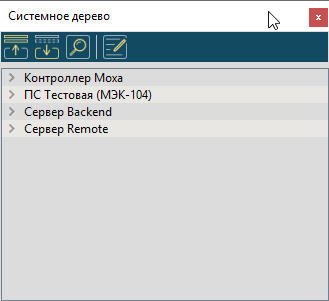 Системное дерево
Контроллер Moxa
ПС Тестовая (МЭК-104)
Сервер Backend
Сервер Remote